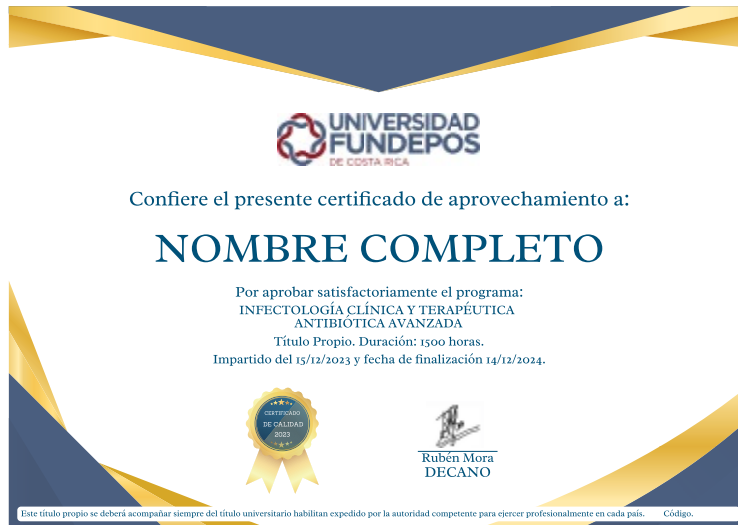 UNIVERSIDAD
FUNDEPOS
DE COSTA RICA
Confiere el presente certificado de aprovechamiento a:
NOMBRE COMPLETO
Por aprobar satisfactoriamente el programa:
INFECTOLOGÍA CLÍNICA Y TERAPÉUTICA
ANTIBIÓTICA AVANZADA
Título Propio. Duración: 1500 horas.
Impartido del 15/12/2023 y fecha de finalización 14/12/2024.
CERTIFICADO
DE CALIDAD
2023
Rubén Mora
DECANO
Este título propio se deberá acompañar siempre del título universitario habilitan expedido por la autoridad competente para ejercer profesionalmente en cada país. Código.